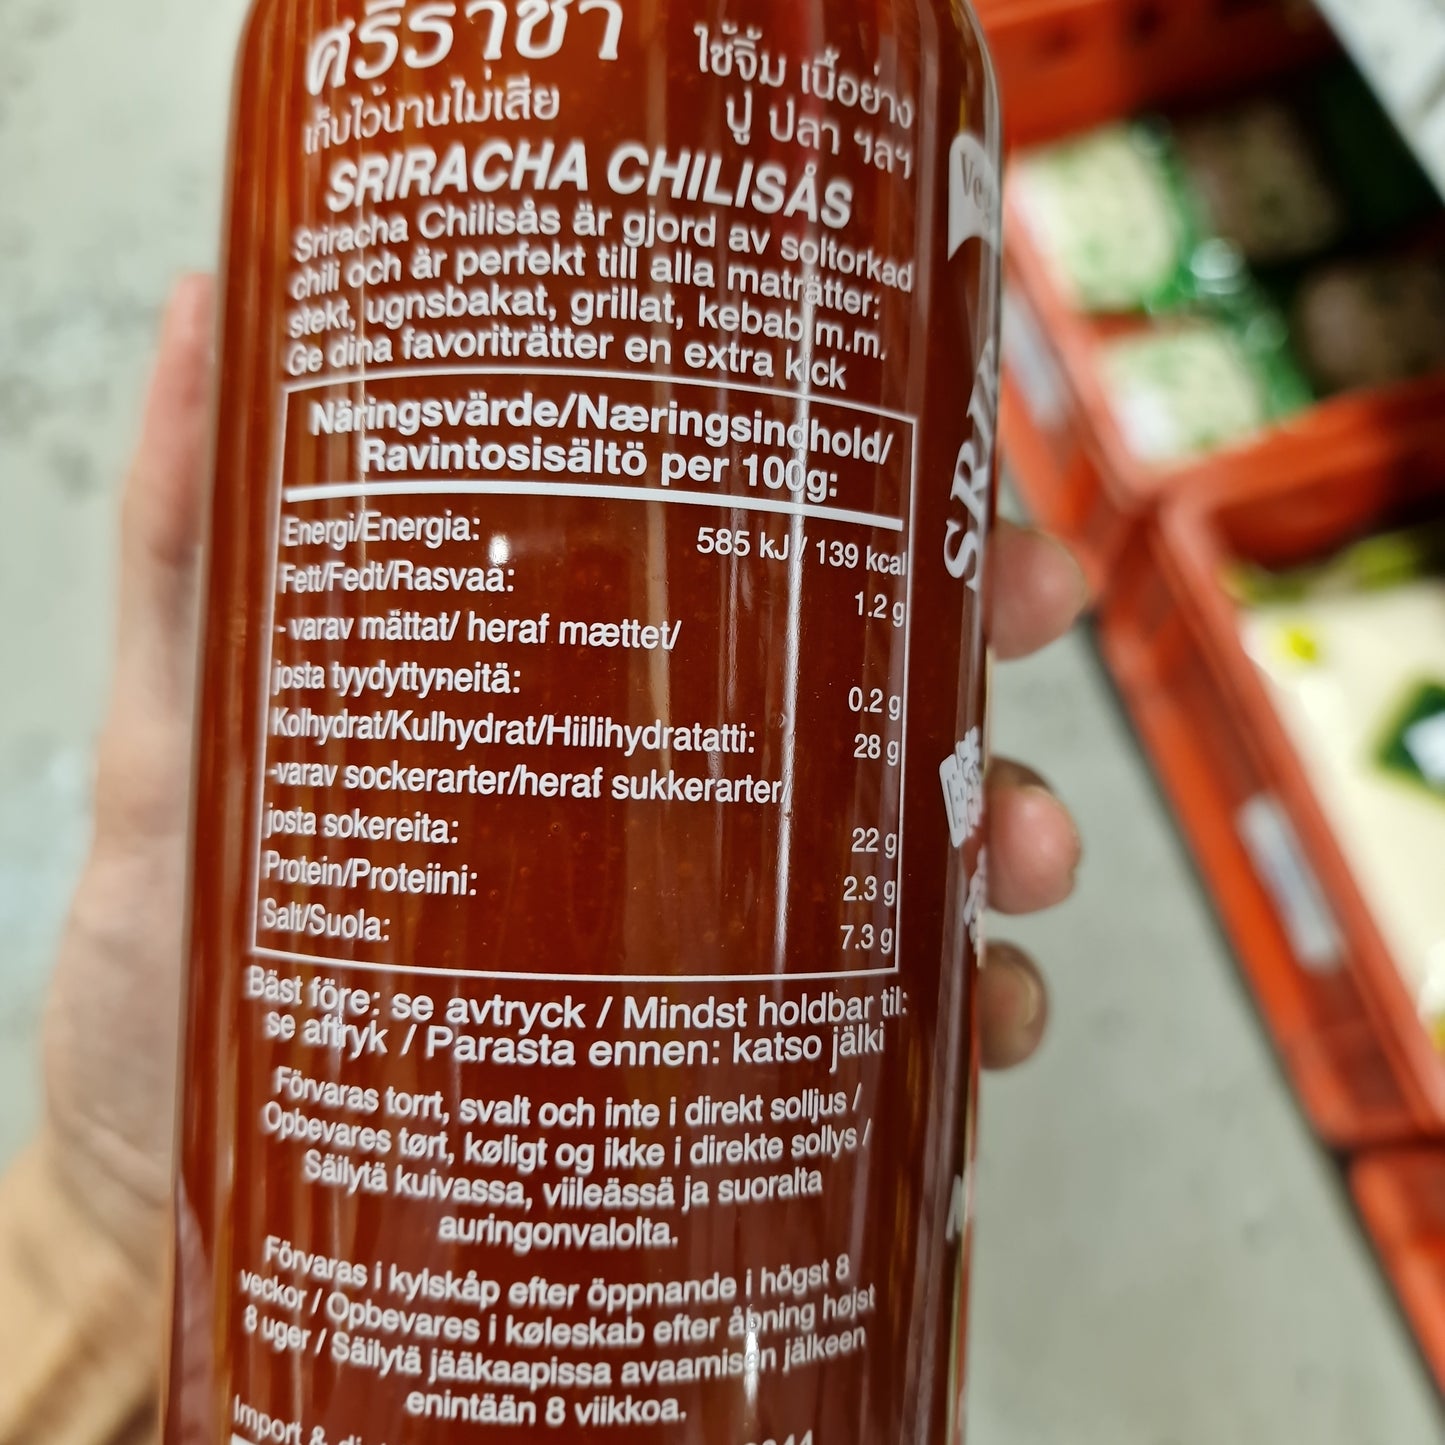 ศรีราชา
เก็บไว้นานไม่เสีย
ใช้จิ้ม เนื้อย่าง
ปู ปลา ฯลฯ
SRIRACHA CHILISÅS
Sriracha Chilisås är gjord av soltorkad
chili och är perfekt till alla maträtter:
stekt, ugnsbakat, grillat, kebab m.m.
Ge dina favoriträtter en extra kick
Näringsvärde/Næringsindhold/
Ravintosisältö per 100g:
Energi/Energia: 585 kJ / 139 kcal
Fett/Fedt/Rasvaa: 1.2 g
- varav mättat/ heraf mættet/
josta tyydyttyneitä: 0.2 g
Kolhydrat/Kulhydrat/Hiilihydratatti: 28 g
-varav sockerarter/heraf sukkerarter/
josta sokereita: 22 g
Protein/Proteiini: 2.3 g
Salt/Suola: 7.3 g
Bäst före: se avtryck / Mindst holdbar til:
se aftryk / Parasta ennen: katso jälki
Förvaras torrt, svalt och inte i direkt solljus /
Opbevares tørt, køligt og ikke i direkte sollys /
Säilytä kuivassa, viileässä ja suoralta
auringonvalolta.
Förvaras i kylskåp efter öppnande i högst 8
veckor / Opbevares i køleskab efter åbning højst
8 uger / Säilytä jääkaapissa avaamisen jälkeen
enintään 8 viikkoa.
Import &